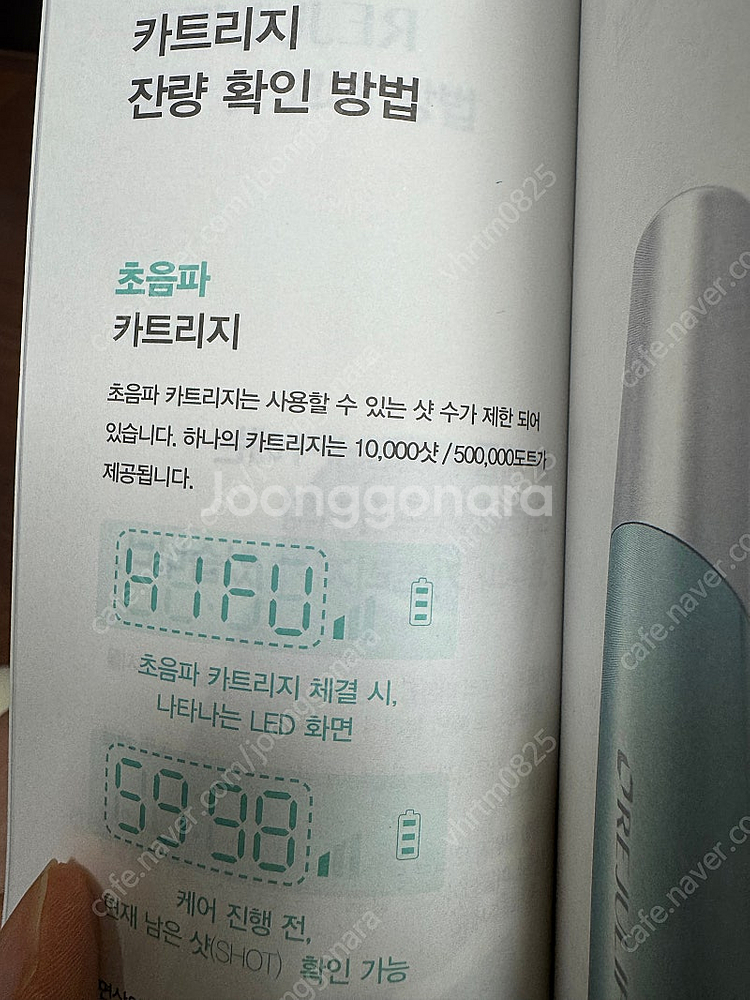 카트리지
잔량 확인 방법
초음파
카트리지
초음파 카트리지는 사용할 수 있는 샷 수가 제한 되어
있습니다. 하나의 카트리지는 10,000샷 / 500,000도트가
제공됩니다.
Joonggonara
HIFU
초음파 카트리지 체결 시,
나타나는 LED 화면
5998
케어 진행 전,
현재 남은 샷(SHOT) 확인 가능
vhrtm0825
cafe.naver.com/joonggonara